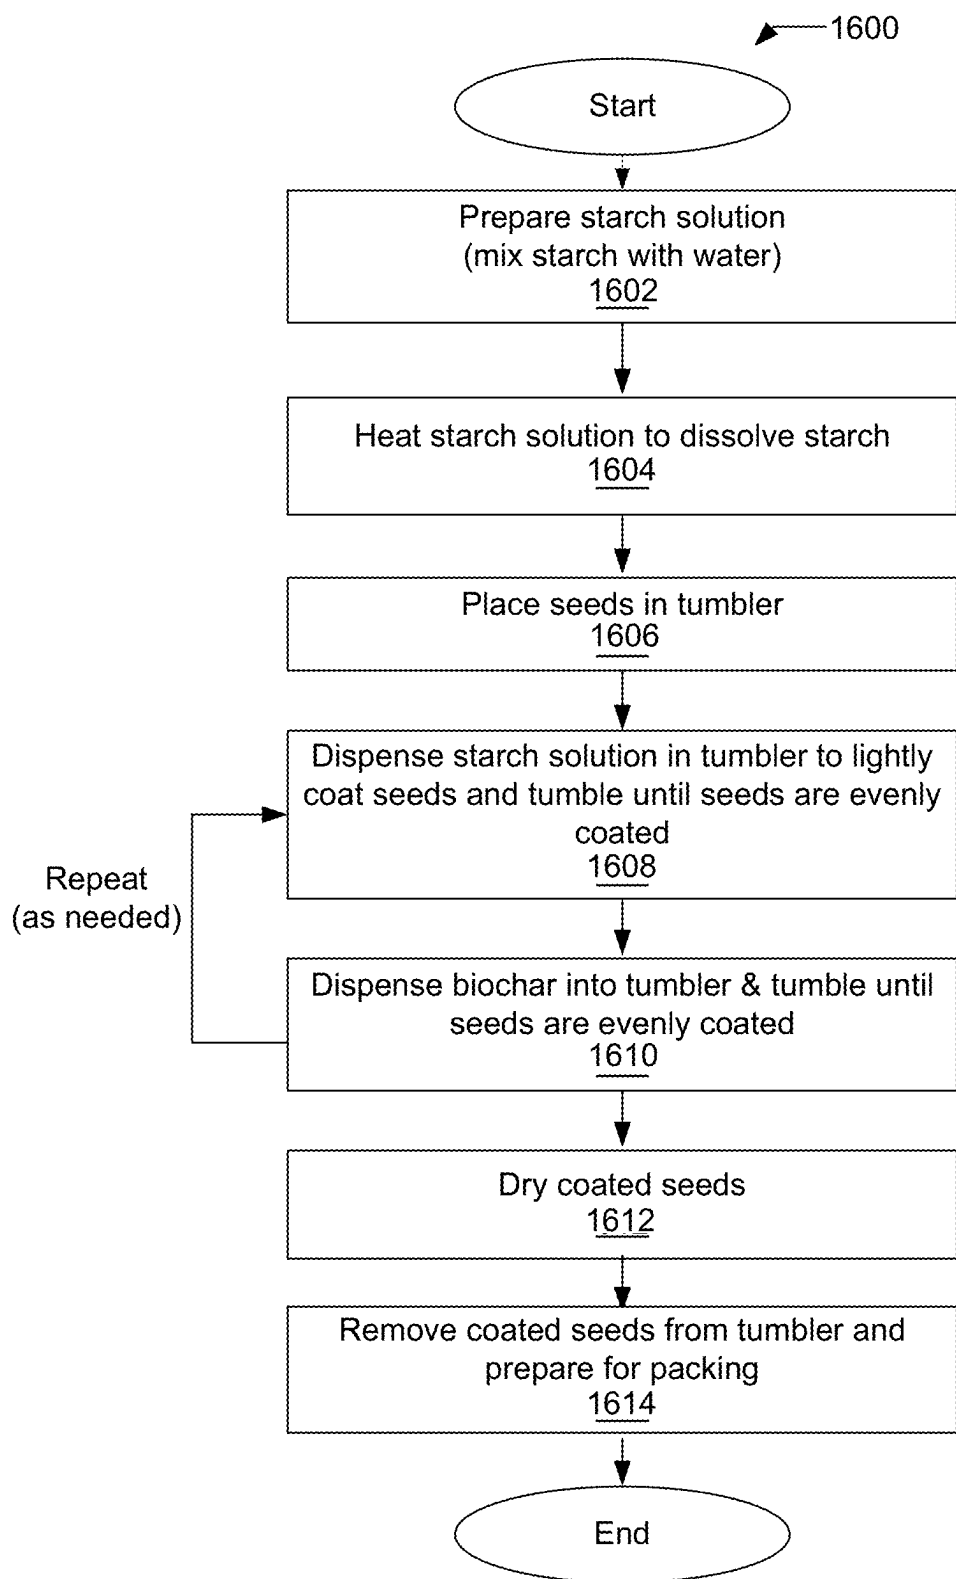 1600
Start
Prepare starch solution
(mix starch with water)
1602
Heat starch solution to dissolve starch
1604
Place seeds in tumbler
1606
Dispense starch solution in tumbler to lightly
coat seeds and tumble until seeds are evenly
coated
1608
Repeat
(as needed)
Dispense biochar into tumbler & tumble until
seeds are evenly coated
1610
Dry coated seeds
1612
Remove coated seeds from tumbler and
prepare for packing
1614
End